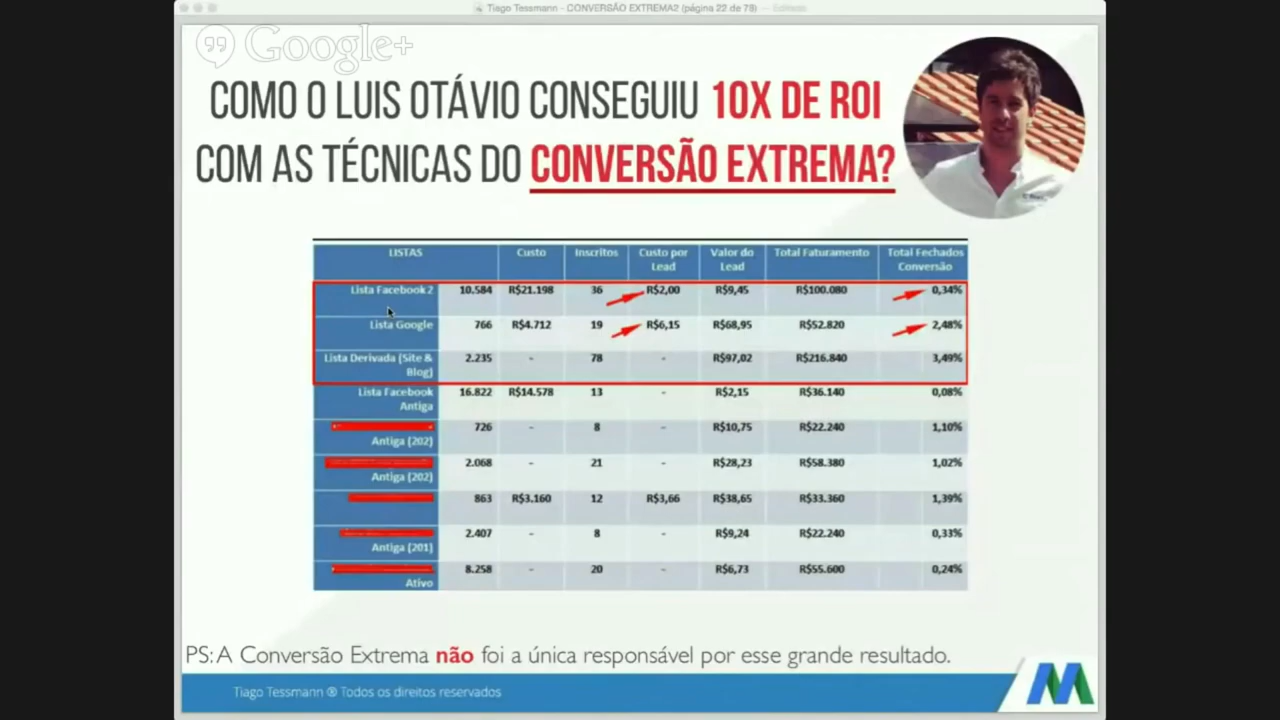 Tiago Tessmann - CONVERSÃO EXTREMA2 (página 22 de 78) — Editado
Google+
COMO O LUIS OTÁVIO CONSEGUIU 10X DE ROI
COM AS TÉCNICAS DO CONVERSÃO EXTREMA?
LISTAS Custo Inscritos Custo por Lead Valor do Lead Total Faturamento Total Fechados Conversão
Lista Facebook2 10.584 R$21.198 36 R$2,00 R$9,45 R$100.080 0,34%
Lista Google 766 R$4.712 19 R$6,15 R$68,95 R$52.820 2,48%
Lista Derivada (Site & Blog) 2.235 - 78 - R$97,02 R$216.840 3,49%
Lista Facebook Antiga 16.822 R$14.578 13 - R$2,15 R$36.140 0,08%
Antiga (202) 726 - 8 - R$10,75 R$22.240 1,10%
Antiga (202) 2.068 - 21 - R$28,23 R$58.380 1,02%
863 R$3.160 12 R$3,66 R$38,65 R$33.360 1,39%
Antiga (201) 2.407 - 8 - R$9,24 R$22.240 0,33%
Ativo 8.258 - 20 - R$6,73 R$55.600 0,24%
PS: A Conversão Extrema não foi a única responsável por esse grande resultado.
Tiago Tessmann ® Todos os direitos reservados